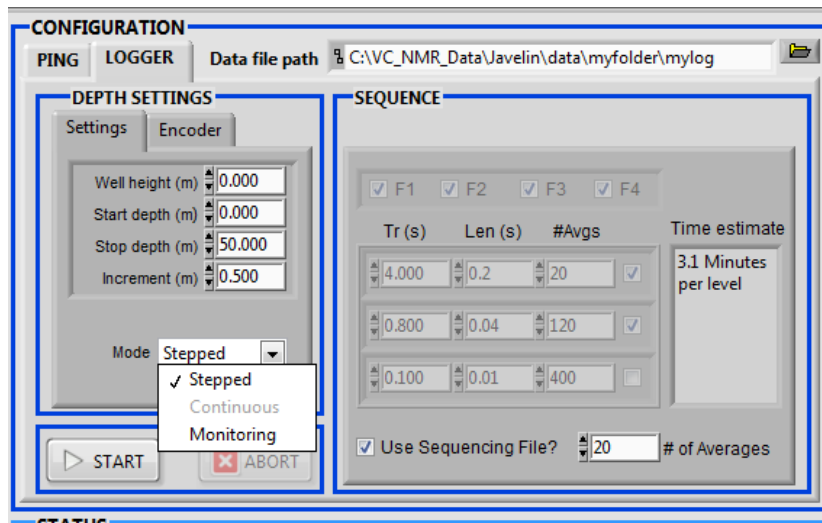 CONFIGURATION
PING LOGGER Data file path C:\VC_NMR_Data\Javelin\data\myfolder\mylog
DEPTH SETTINGS
Settings Encoder
Well height (m) 0.000
Start depth (m) 0.000
Stop depth (m) 50.000
Increment (m) 0.500
Mode Stepped
Stepped
Continuous
Monitoring
START ABORT
SEQUENCE
F1 F2 F3 F4
Tr (s) Len (s) #Avgs Time estimate
4.000 0.2 20
0.800 0.04 120
0.100 0.01 400
3.1 Minutes
per level
Use Sequencing File? 20 # of Averages
STATUS